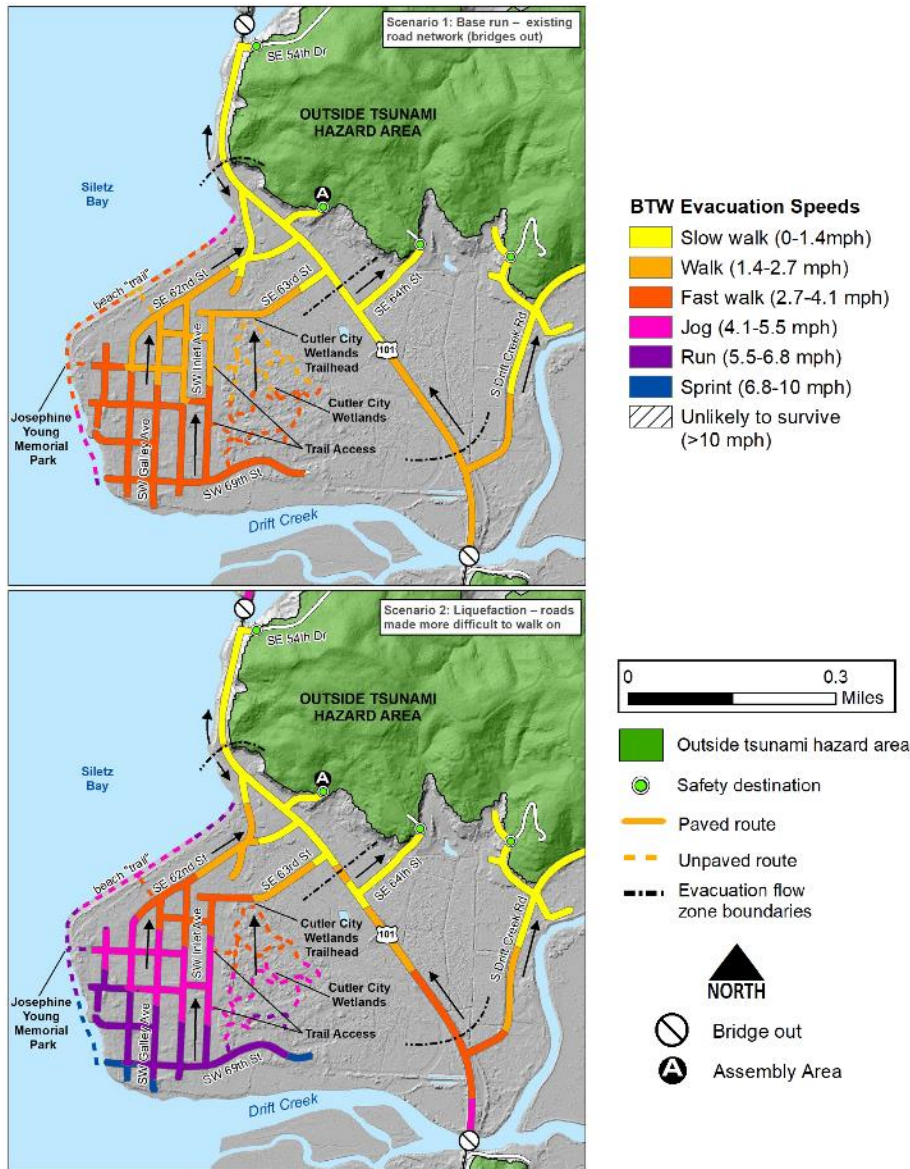 Scenario 1: Base run – existing
road network (bridges out)
SE 54th Dr
OUTSIDE TSUNAMI
HAZARD AREA
Siletz
Bay
A
beach "trail"
SE 62nd St
SE 63rd St
SE 64th St
101
S Drift Creek Rd
Cutler City
Wetlands
Trailhead
SW Inlet Ave
Cutler City
Wetlands
Josephine
Young
Memorial
Park
SW Galley Ave
Trail Access
SW 69th St
Drift Creek
BTW Evacuation Speeds
Slow walk (0-1.4mph)
Walk (1.4-2.7 mph)
Fast walk (2.7-4.1 mph)
Jog (4.1-5.5 mph)
Run (5.5-6.8 mph)
Sprint (6.8-10 mph)
Unlikely to survive
(>10 mph)
Scenario 2: Liquefaction – roads
made more difficult to walk on
SE 54th Dr
OUTSIDE TSUNAMI
HAZARD AREA
Siletz
Bay
A
beach "trail"
SE 62nd St
SE 63rd St
SE 64th St
101
S Drift Creek Rd
Cutler City
Wetlands
Trailhead
SW Inlet Ave
Cutler City
Wetlands
Josephine
Young
Memorial
Park
SW Galley Ave
Trail Access
SW 69th St
Drift Creek
0 0.3
Miles
Outside tsunami hazard area
Safety destination
Paved route
Unpaved route
Evacuation flow
zone boundaries
NORTH
Bridge out
A Assembly Area